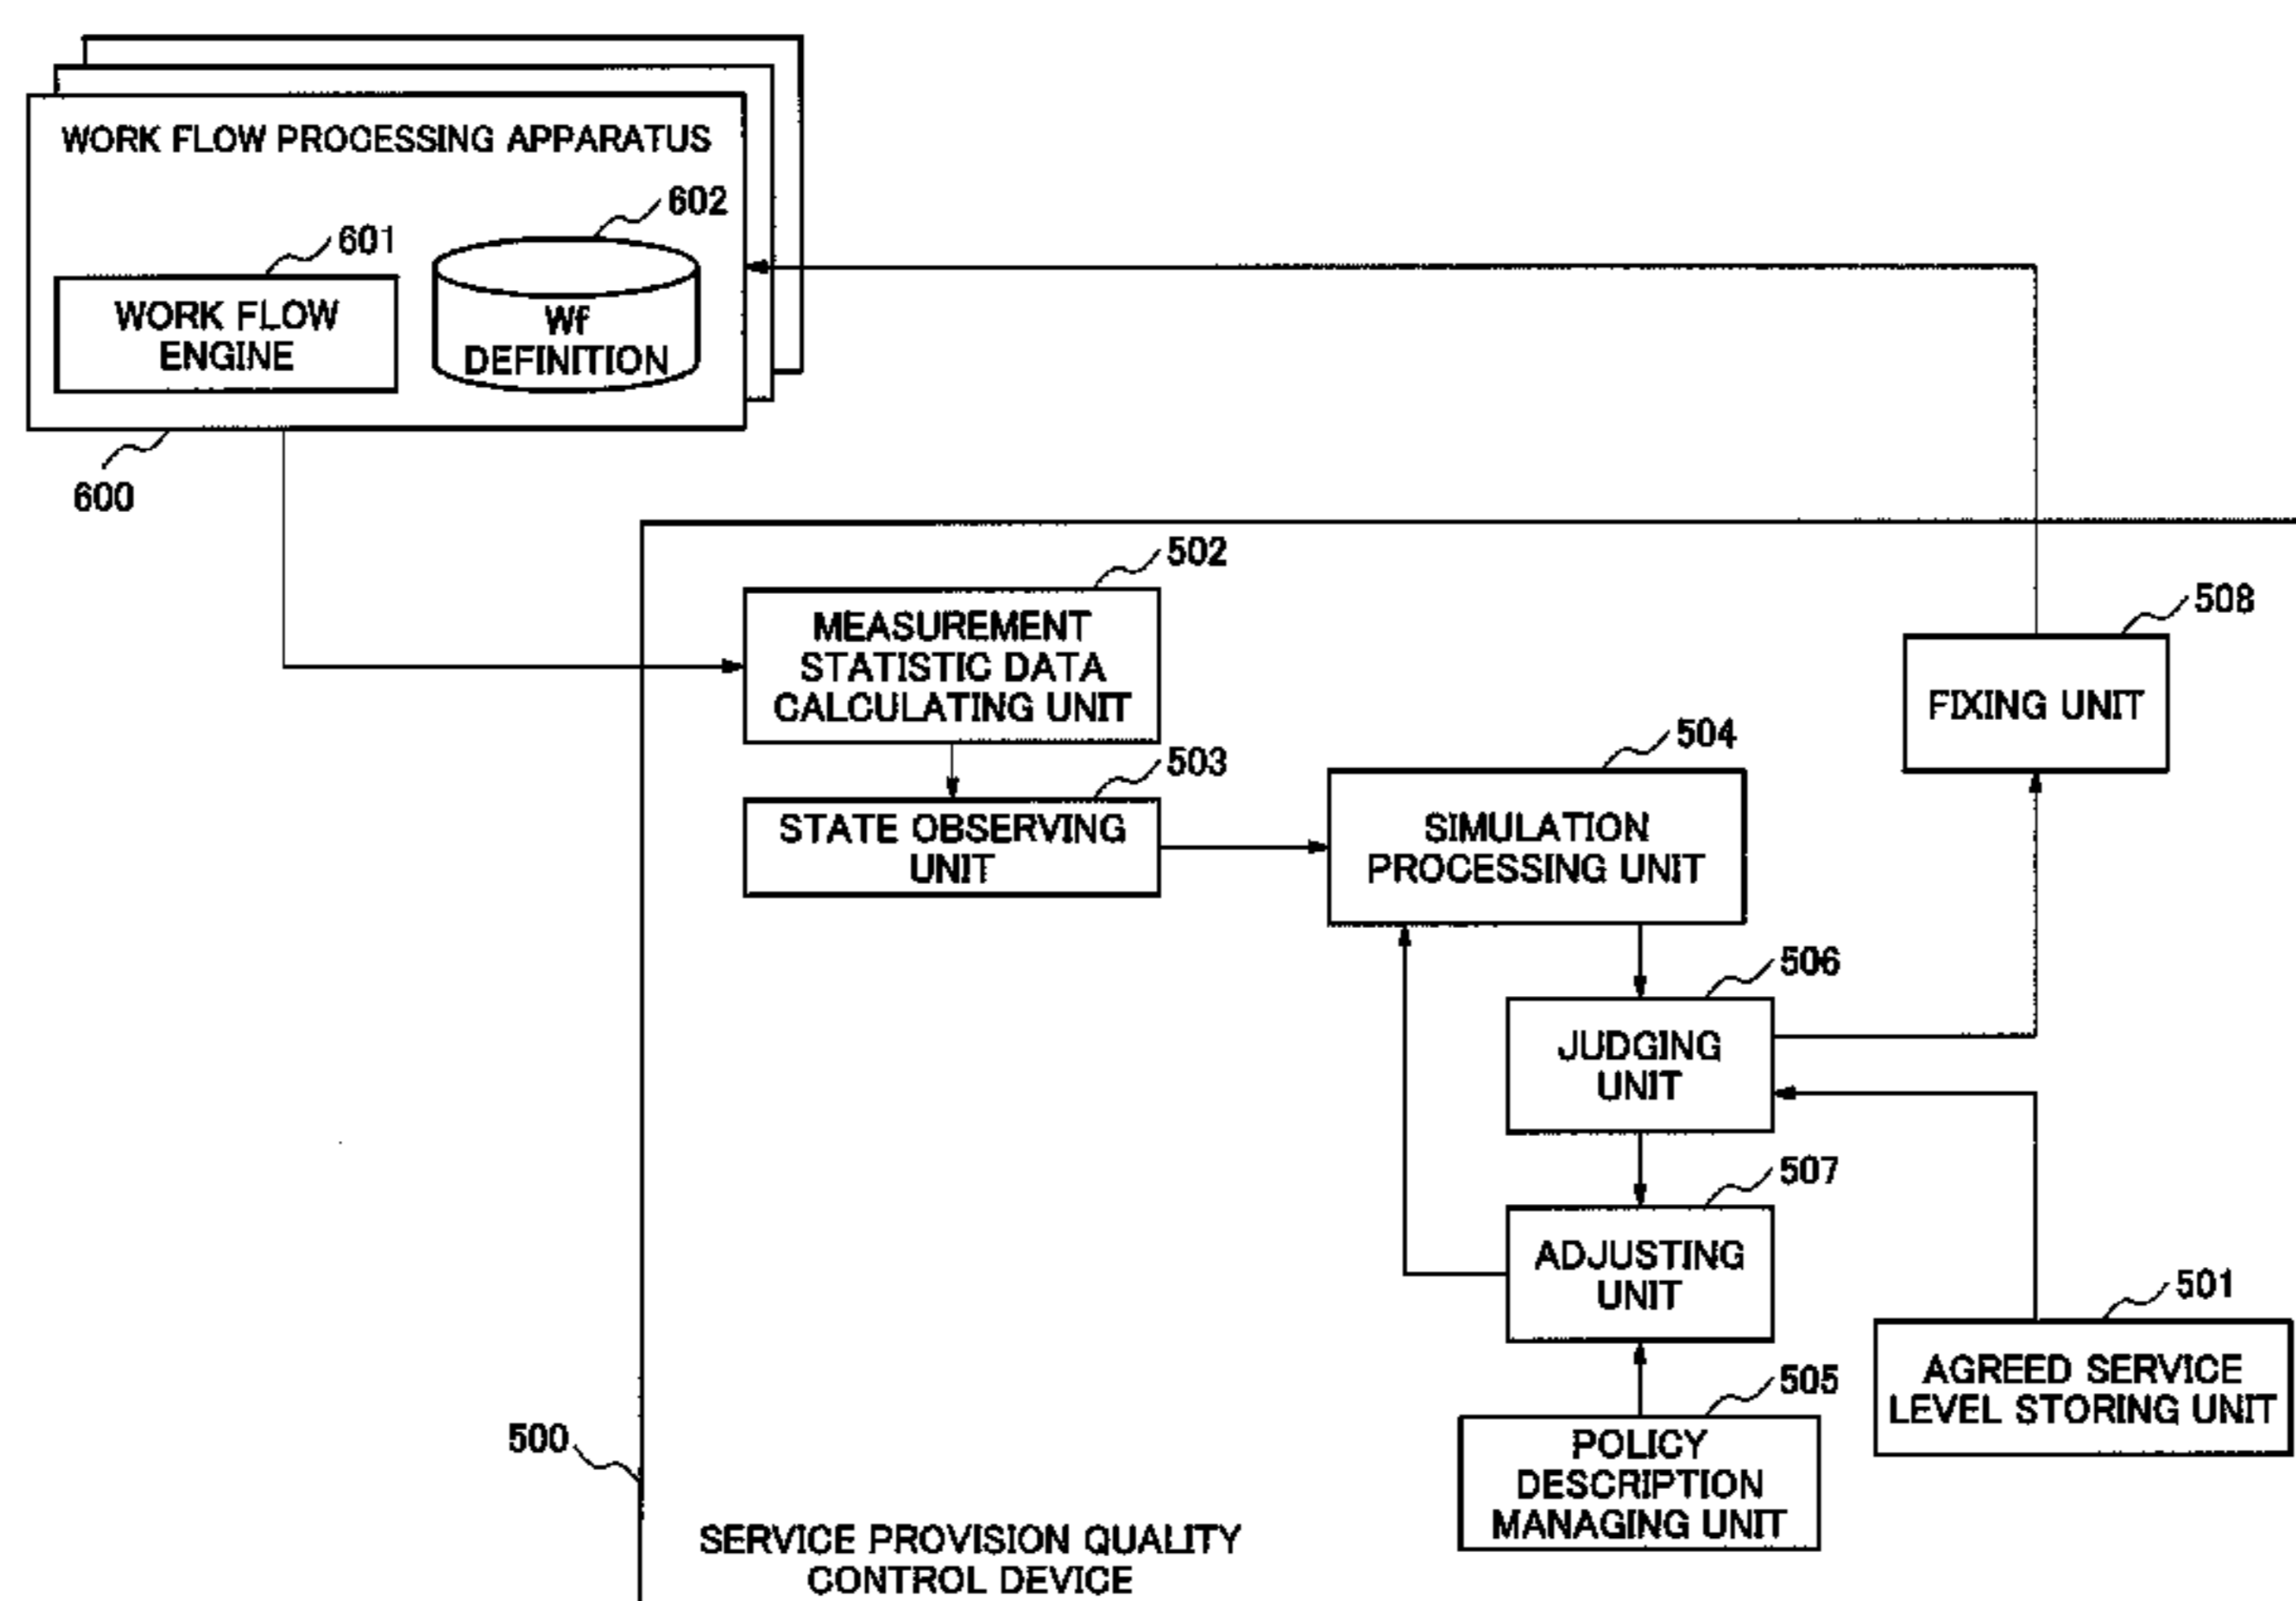 WORK FLOW PROCESSING APPARATUS
602
601
WORK FLOW
ENGINE
Wf
DEFINITION
600
502
MEASUREMENT
STATISTIC DATA
CALCULATING UNIT
508
FIXING UNIT
503
STATE OBSERVING
UNIT
504
SIMULATION
PROCESSING UNIT
506
JUDGING
UNIT
507
ADJUSTING
UNIT
501
AGREED SERVICE
LEVEL STORING UNIT
505
POLICY
DESCRIPTION
MANAGING UNIT
500
SERVICE PROVISION QUALITY
CONTROL DEVICE